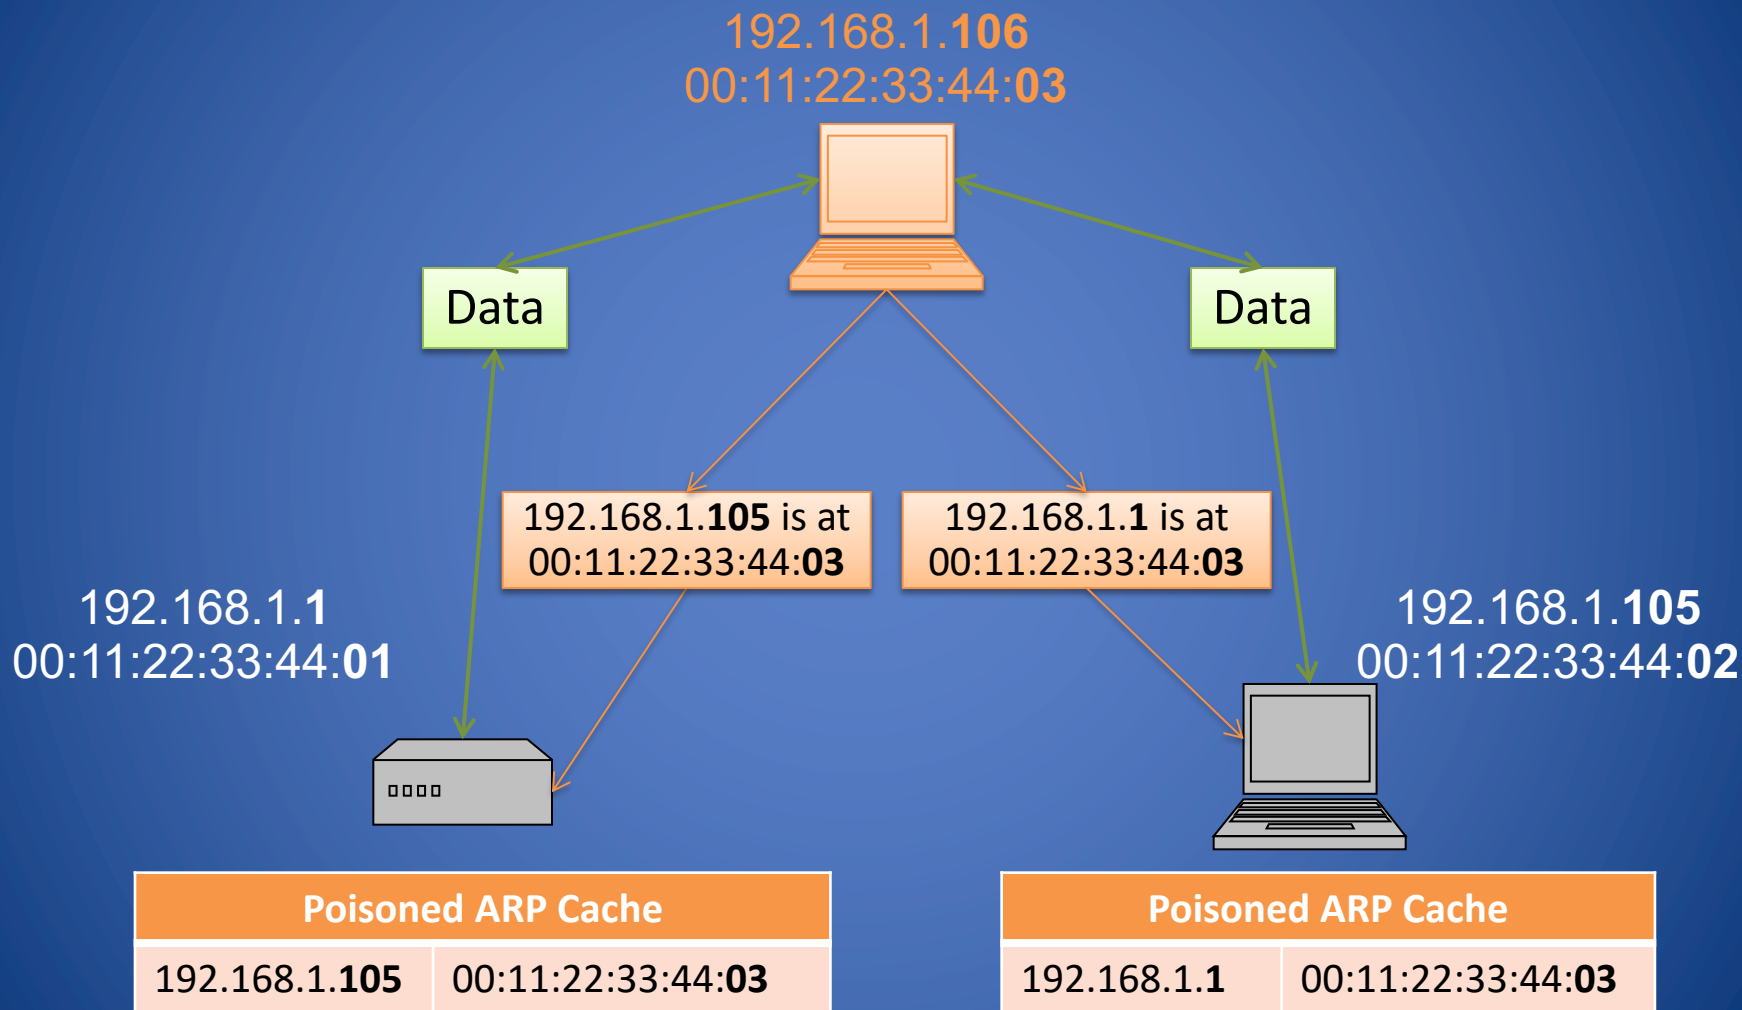 192.168.1.106
00:11:22:33:44:03
Data
Data
192.168.1.105 is at
00:11:22:33:44:03
192.168.1.1 is at
00:11:22:33:44:03
192.168.1.1
00:11:22:33:44:01
192.168.1.105
00:11:22:33:44:02
Poisoned ARP Cache
192.168.1.105 00:11:22:33:44:03
Poisoned ARP Cache
192.168.1.1 00:11:22:33:44:03